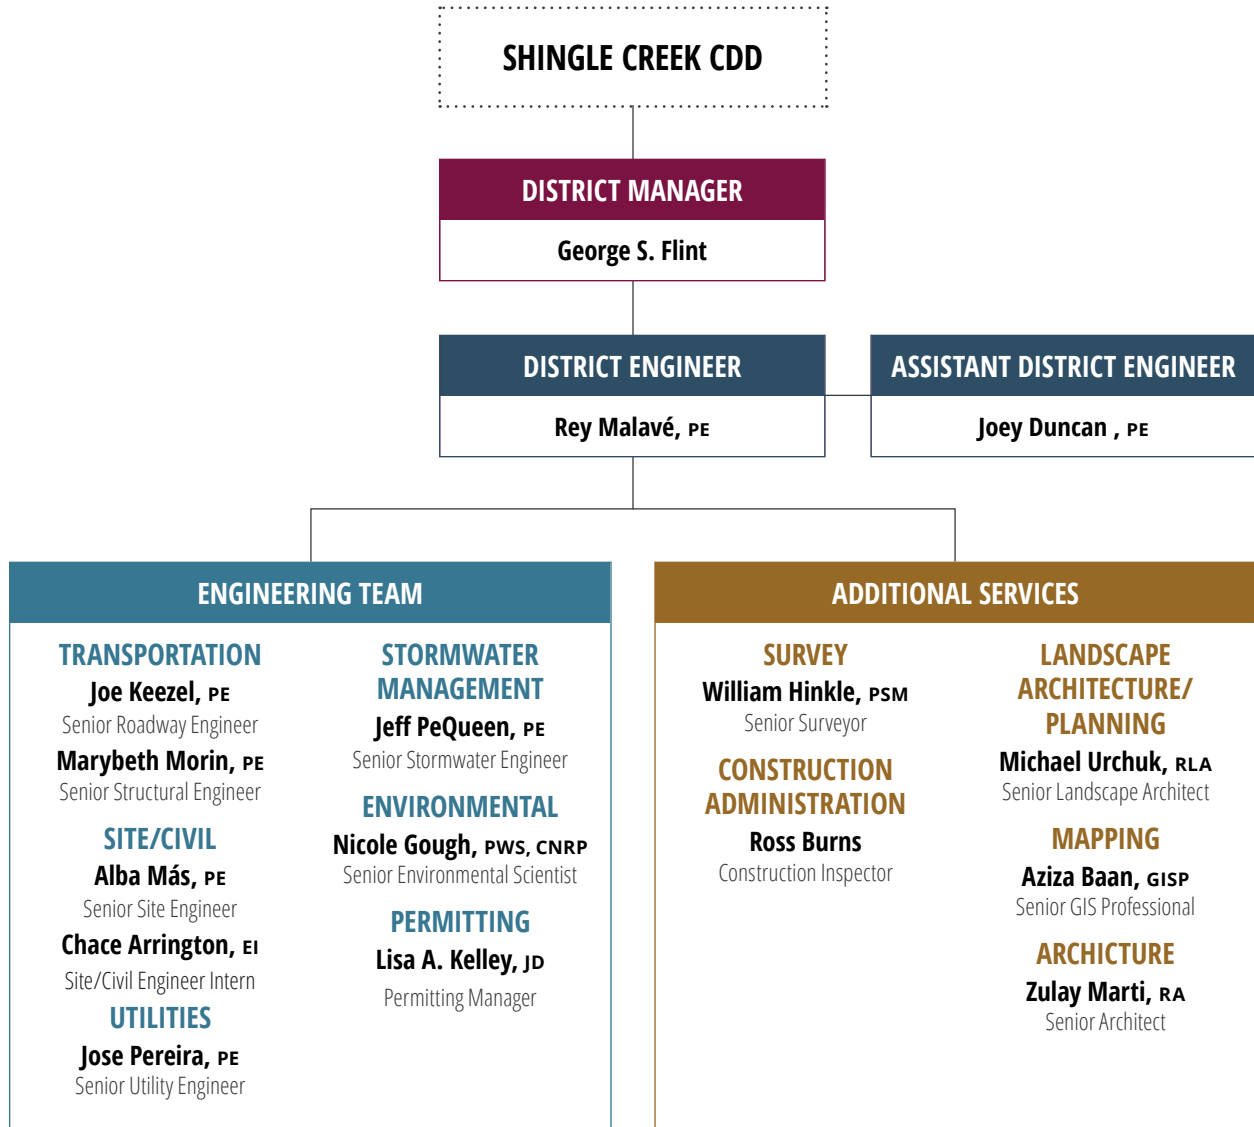 SHINGLE CREEK CDD
DISTRICT MANAGER
George S. Flint
DISTRICT ENGINEER
Rey Malavé, PE
ASSISTANT DISTRICT ENGINEER
Joey Duncan , PE
ENGINEERING TEAM
TRANSPORTATION
Joe Keezel, PE
Senior Roadway Engineer
Marybeth Morin, PE
Senior Structural Engineer
SITE/CIVIL
Alba Más, PE
Senior Site Engineer
Chace Arrington, EI
Site/Civil Engineer Intern
UTILITIES
Jose Pereira, PE
Senior Utility Engineer
STORMWATER
MANAGEMENT
Jeff PeQueen, PE
Senior Stormwater Engineer
ENVIRONMENTAL
Nicole Gough, PWS, CNRP
Senior Environmental Scientist
PERMITTING
Lisa A. Kelley, JD
Permitting Manager
ADDITIONAL SERVICES
SURVEY
William Hinkle, PSM
Senior Surveyor
CONSTRUCTION
ADMINISTRATION
Ross Burns
Construction Inspector
LANDSCAPE
ARCHITECTURE/
PLANNING
Michael Urchuk, RLA
Senior Landscape Architect
MAPPING
Aziza Baan, GISP
Senior GIS Professional
ARCHICTURE
Zulay Marti, RA
Senior Architect